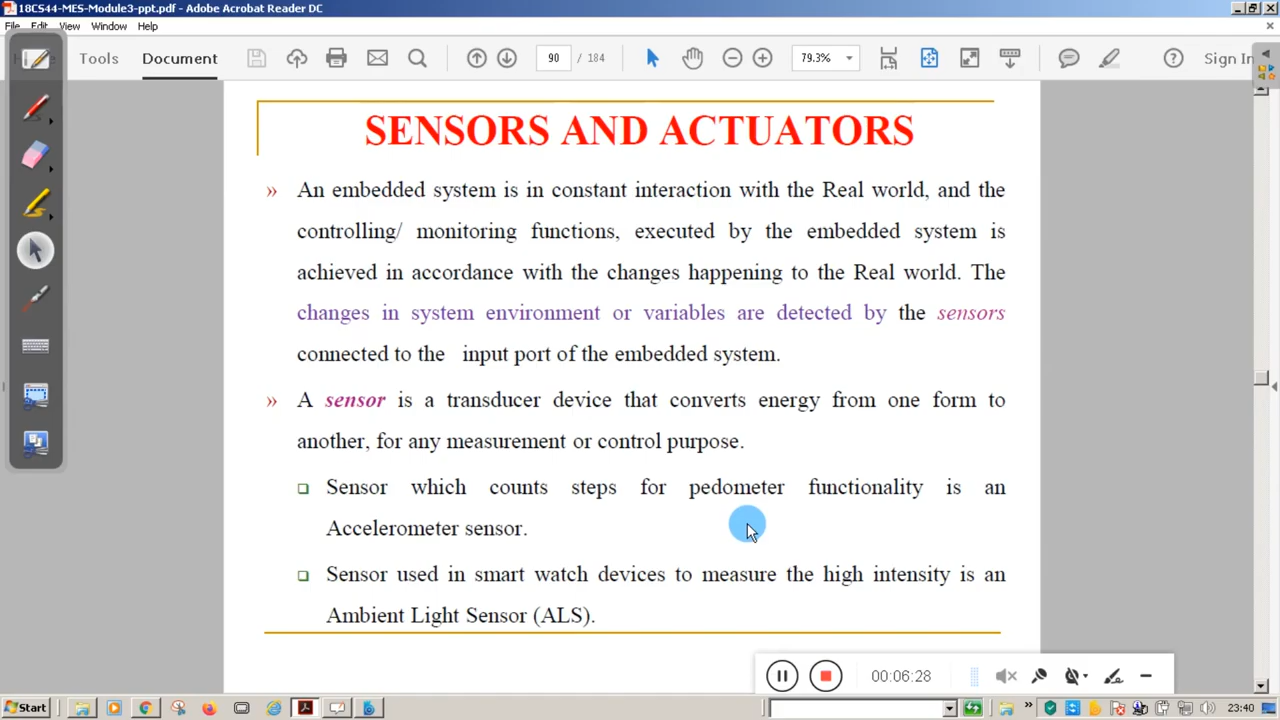 18CS44-MES-Module3-ppt.pdf - Adobe Acrobat Reader DC
File Edit View Window Help
Tools Document 90 / 184 79.3% Sign In
SENSORS AND ACTUATORS
» An embedded system is in constant interaction with the Real world, and the
controlling/ monitoring functions, executed by the embedded system is
achieved in accordance with the changes happening to the Real world. The
changes in system environment or variables are detected by the sensors
connected to the input port of the embedded system.
» A sensor is a transducer device that converts energy from one form to
another, for any measurement or control purpose.
❑ Sensor which counts steps for pedometer functionality is an
Accelerometer sensor.
❑ Sensor used in smart watch devices to measure the high intensity is an
Ambient Light Sensor (ALS).
00:06:28
Start 23:40